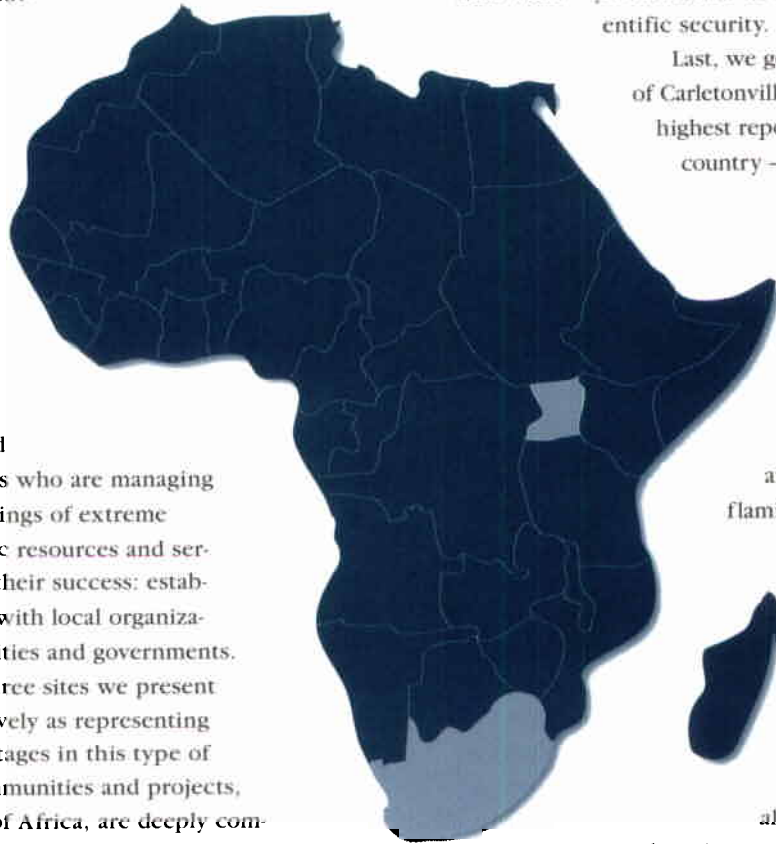 d
s who are managing
ings of extreme
c resources and ser-
their success: estab-
with local organiza-
ties and governments.
ree sites we present
vely as representing
tages in this type of
munities and projects,
of Africa, are deeply com-
entific security.
Last, we g
of Carletonvill
highest repo
country –
a
flam
al